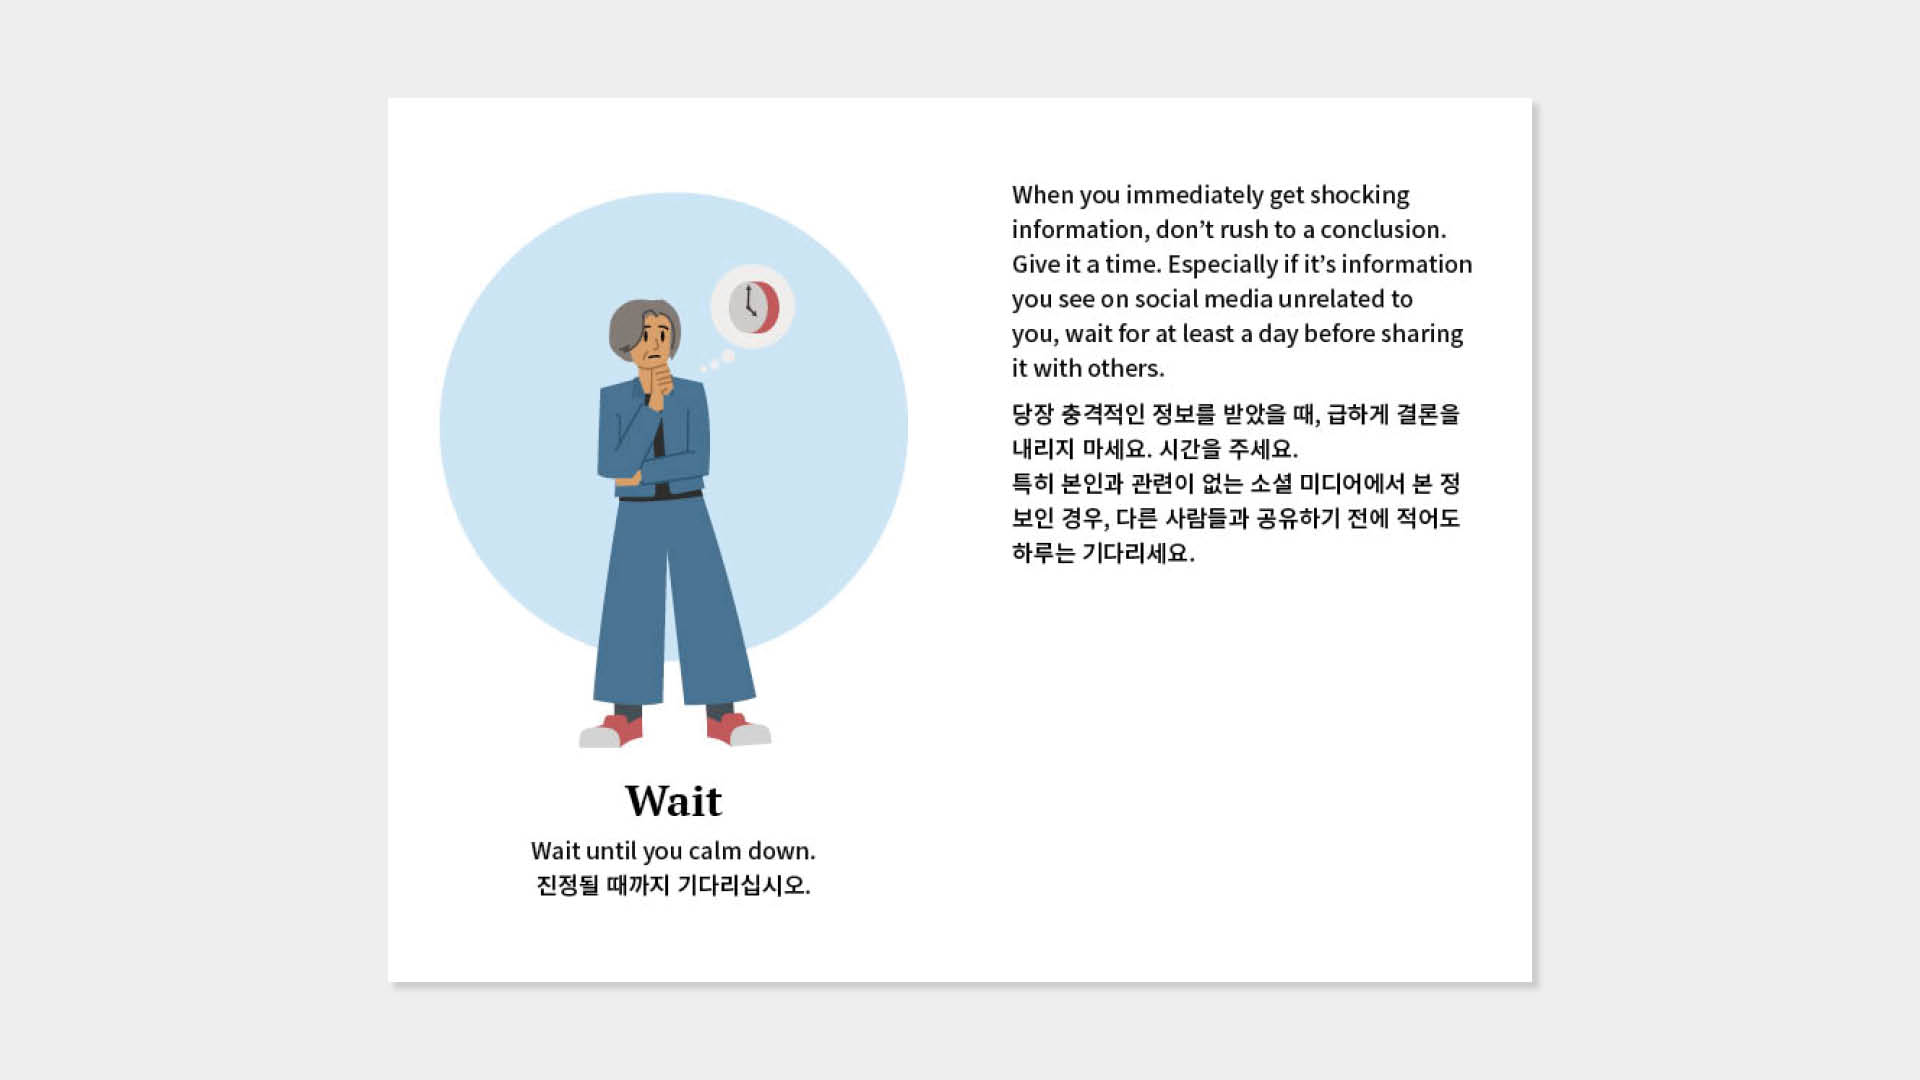 Wait
Wait until you calm down.
진정될 때까지 기다리십시오.
When you immediately get shocking
information, don’t rush to a conclusion.
Give it a time. Especially if it’s information
you see on social media unrelated to
you, wait for at least a day before sharing
it with others.
당장 충격적인 정보를 받았을 때, 급하게 결론을
내리지 마세요. 시간을 주세요.
특히 본인과 관련이 없는 소셜 미디어에서 본 정
보인 경우, 다른 사람들과 공유하기 전에 적어도
하루는 기다리세요.